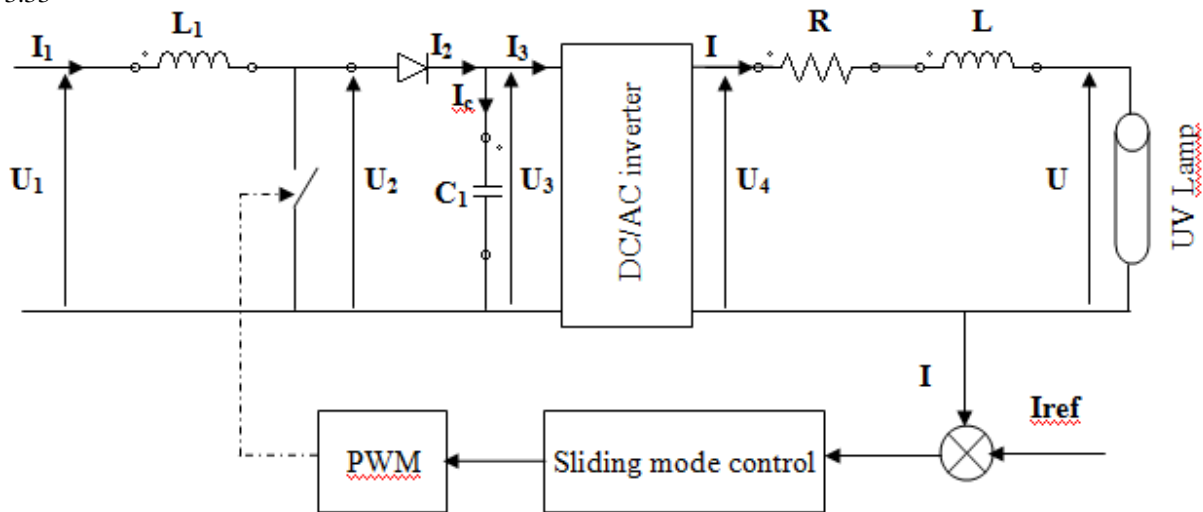 L₁
R
L
I₁
I₂
I₃
I
I꜀
U₁
U₂
C₁
U₃
DC/AC inverter
U₄
U
UV Lamp
I
Iref
PWM
Sliding mode control